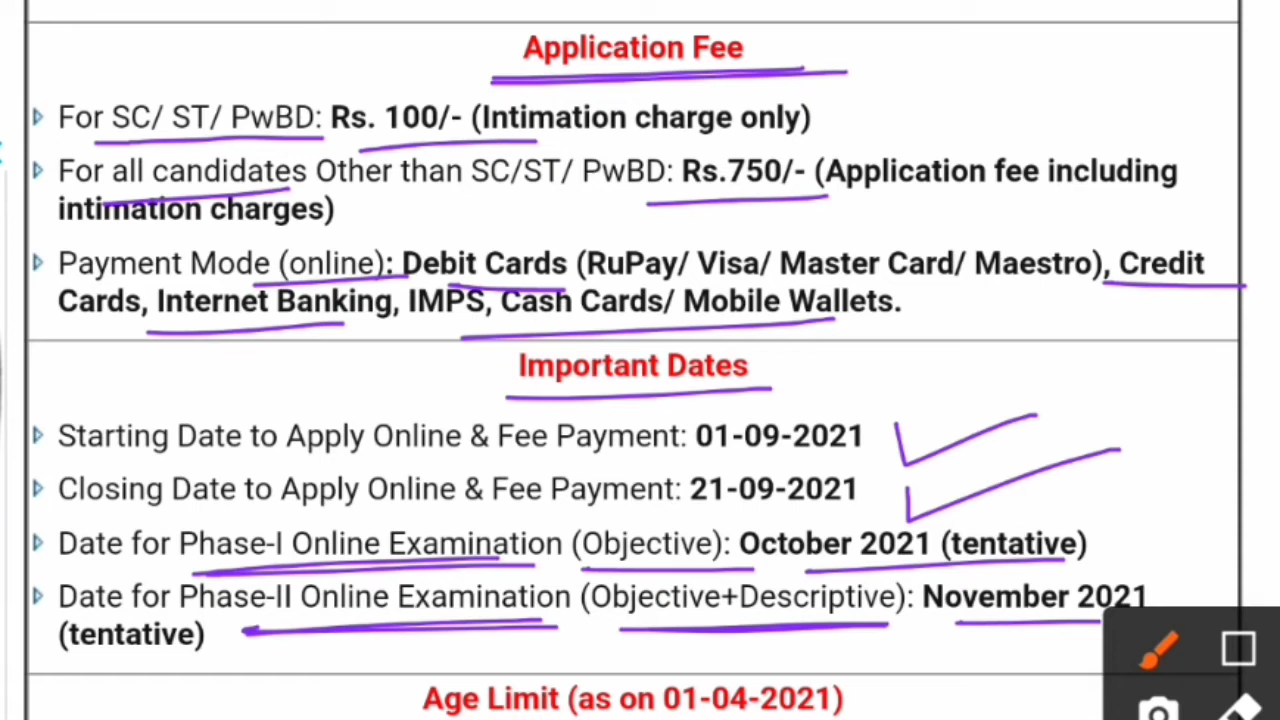 Application Fee
For SC/ ST/ PwBD: Rs. 100/- (Intimation charge only)
For all candidates Other than SC/ST/ PwBD: Rs.750/- (Application fee including
intimation charges)
Payment Mode (online): Debit Cards (RuPay/ Visa/ Master Card/ Maestro), Credit
Cards, Internet Banking, IMPS, Cash Cards/ Mobile Wallets.
Important Dates
Starting Date to Apply Online & Fee Payment: 01-09-2021
Closing Date to Apply Online & Fee Payment: 21-09-2021
Date for Phase-I Online Examination (Objective): October 2021 (tentative)
Date for Phase-II Online Examination (Objective+Descriptive): November 2021
(tentative)
Age Limit (as on 01-04-2021)